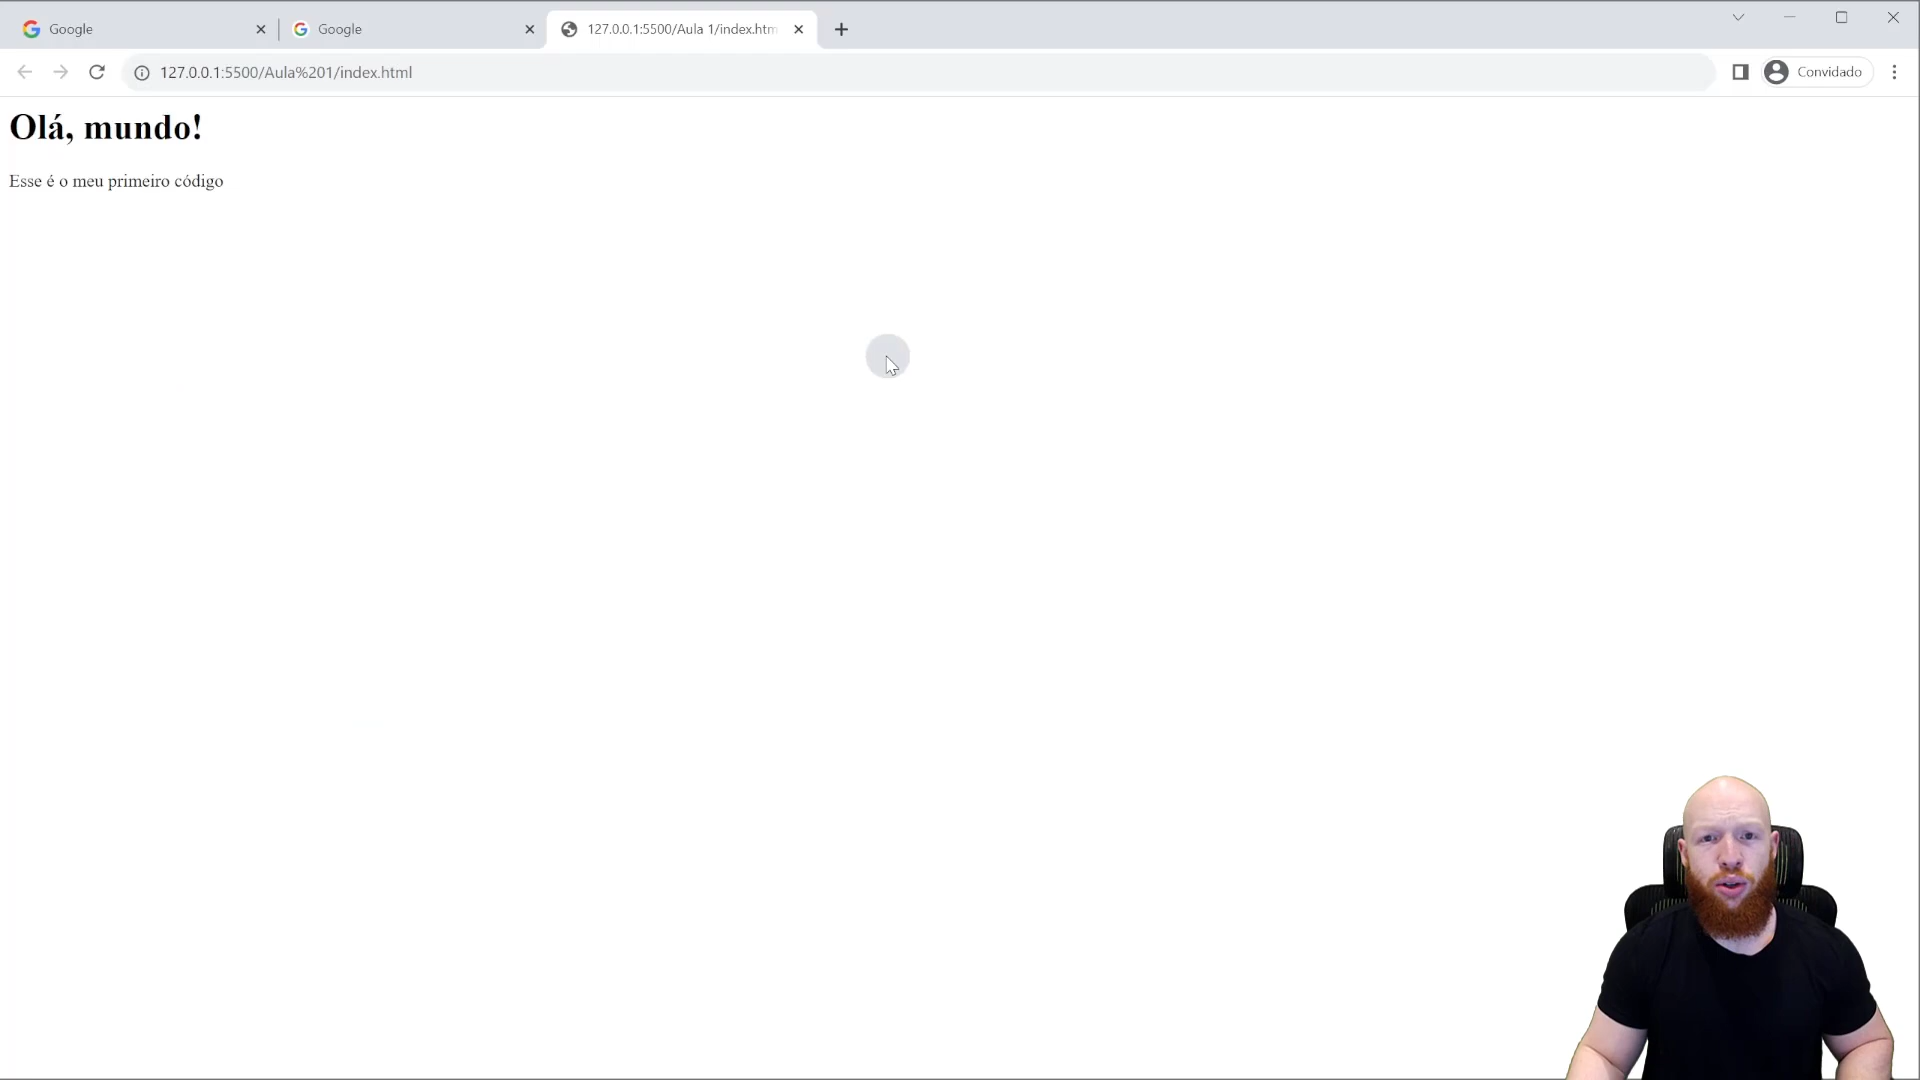 Google
Google
127.0.0.1:5500/Aula 1/index.htm
127.0.0.1:5500/Aula%201/index.html
Convidado
Olá, mundo!
Esse é o meu primeiro código